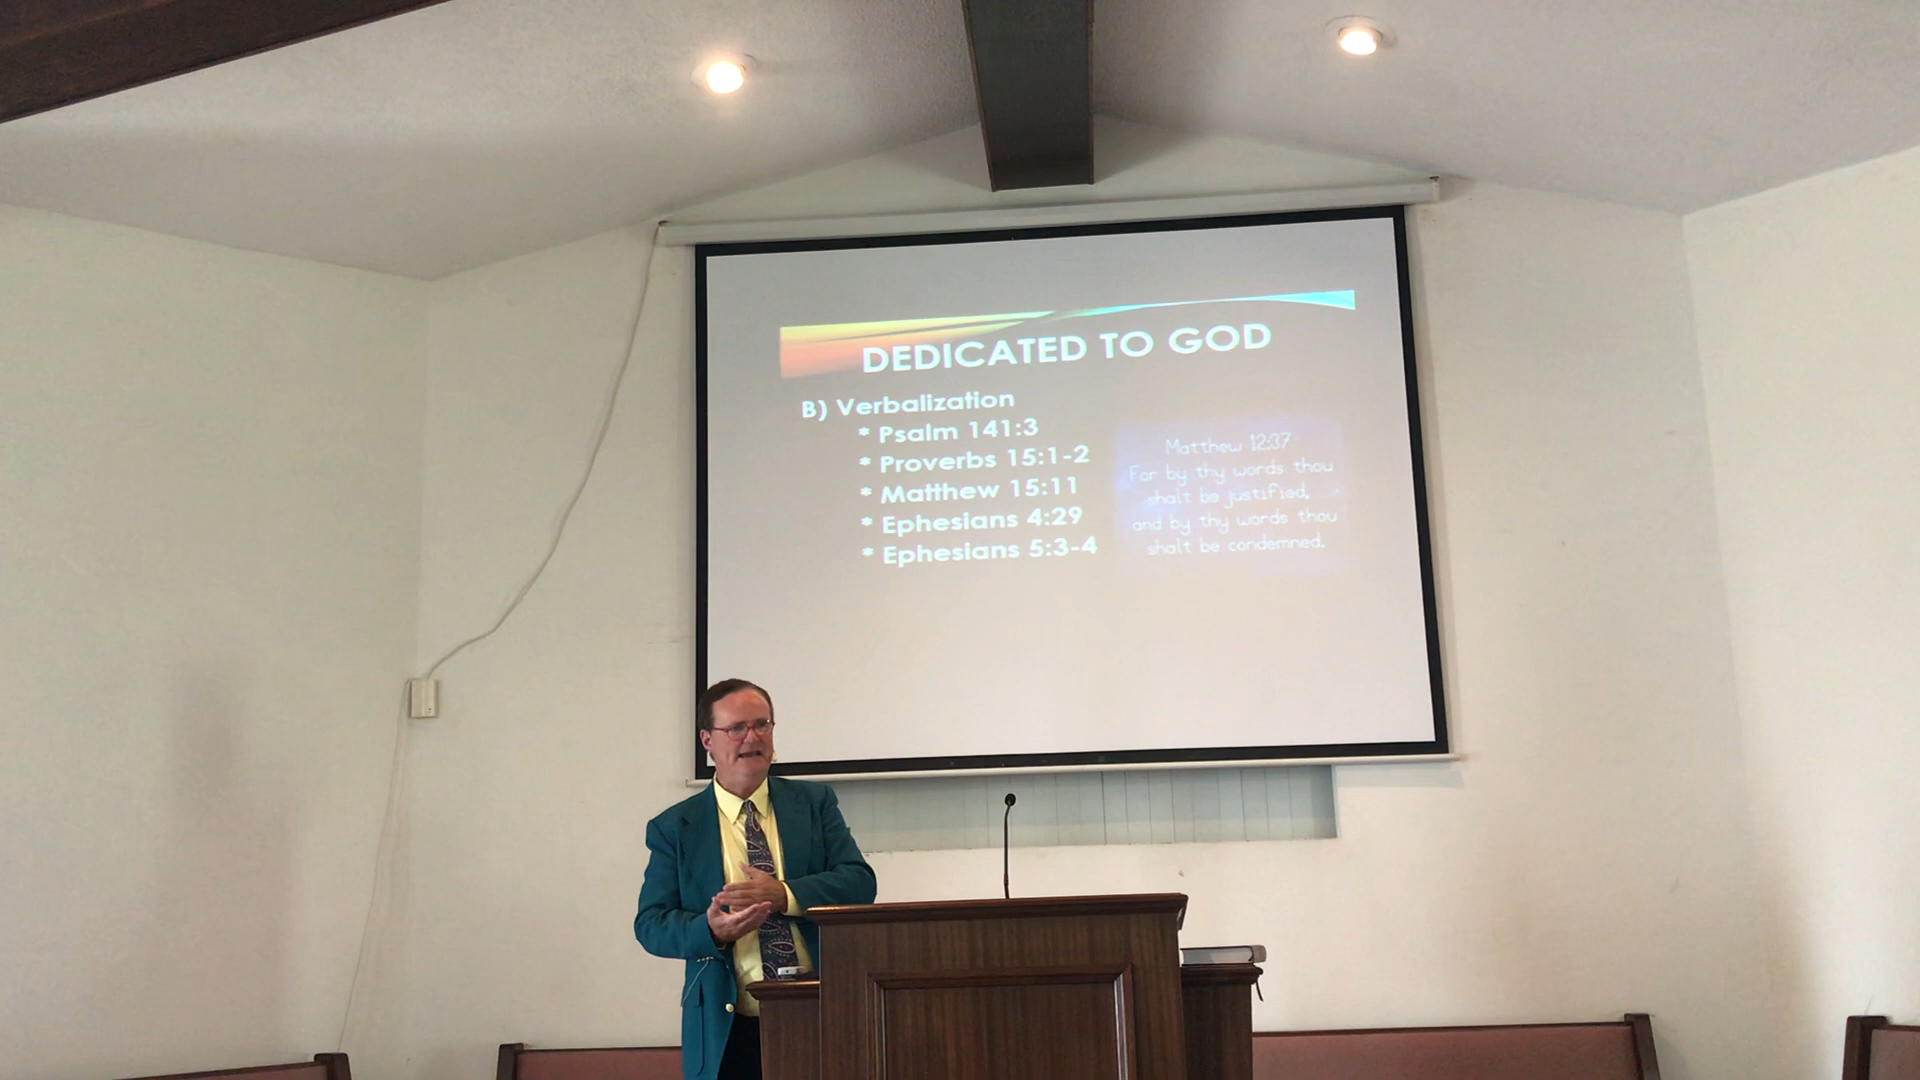 DEDICATED TO GOD
B) Verbalization
* Psalm 141:3
* Proverbs 15:1-2
* Matthew 15:11
* Ephesians 4:29
* Ephesians 5:3-4
Matthew 12:37
For by thy words thou
shalt be justified,
and by thy words thou
shalt be condemned.